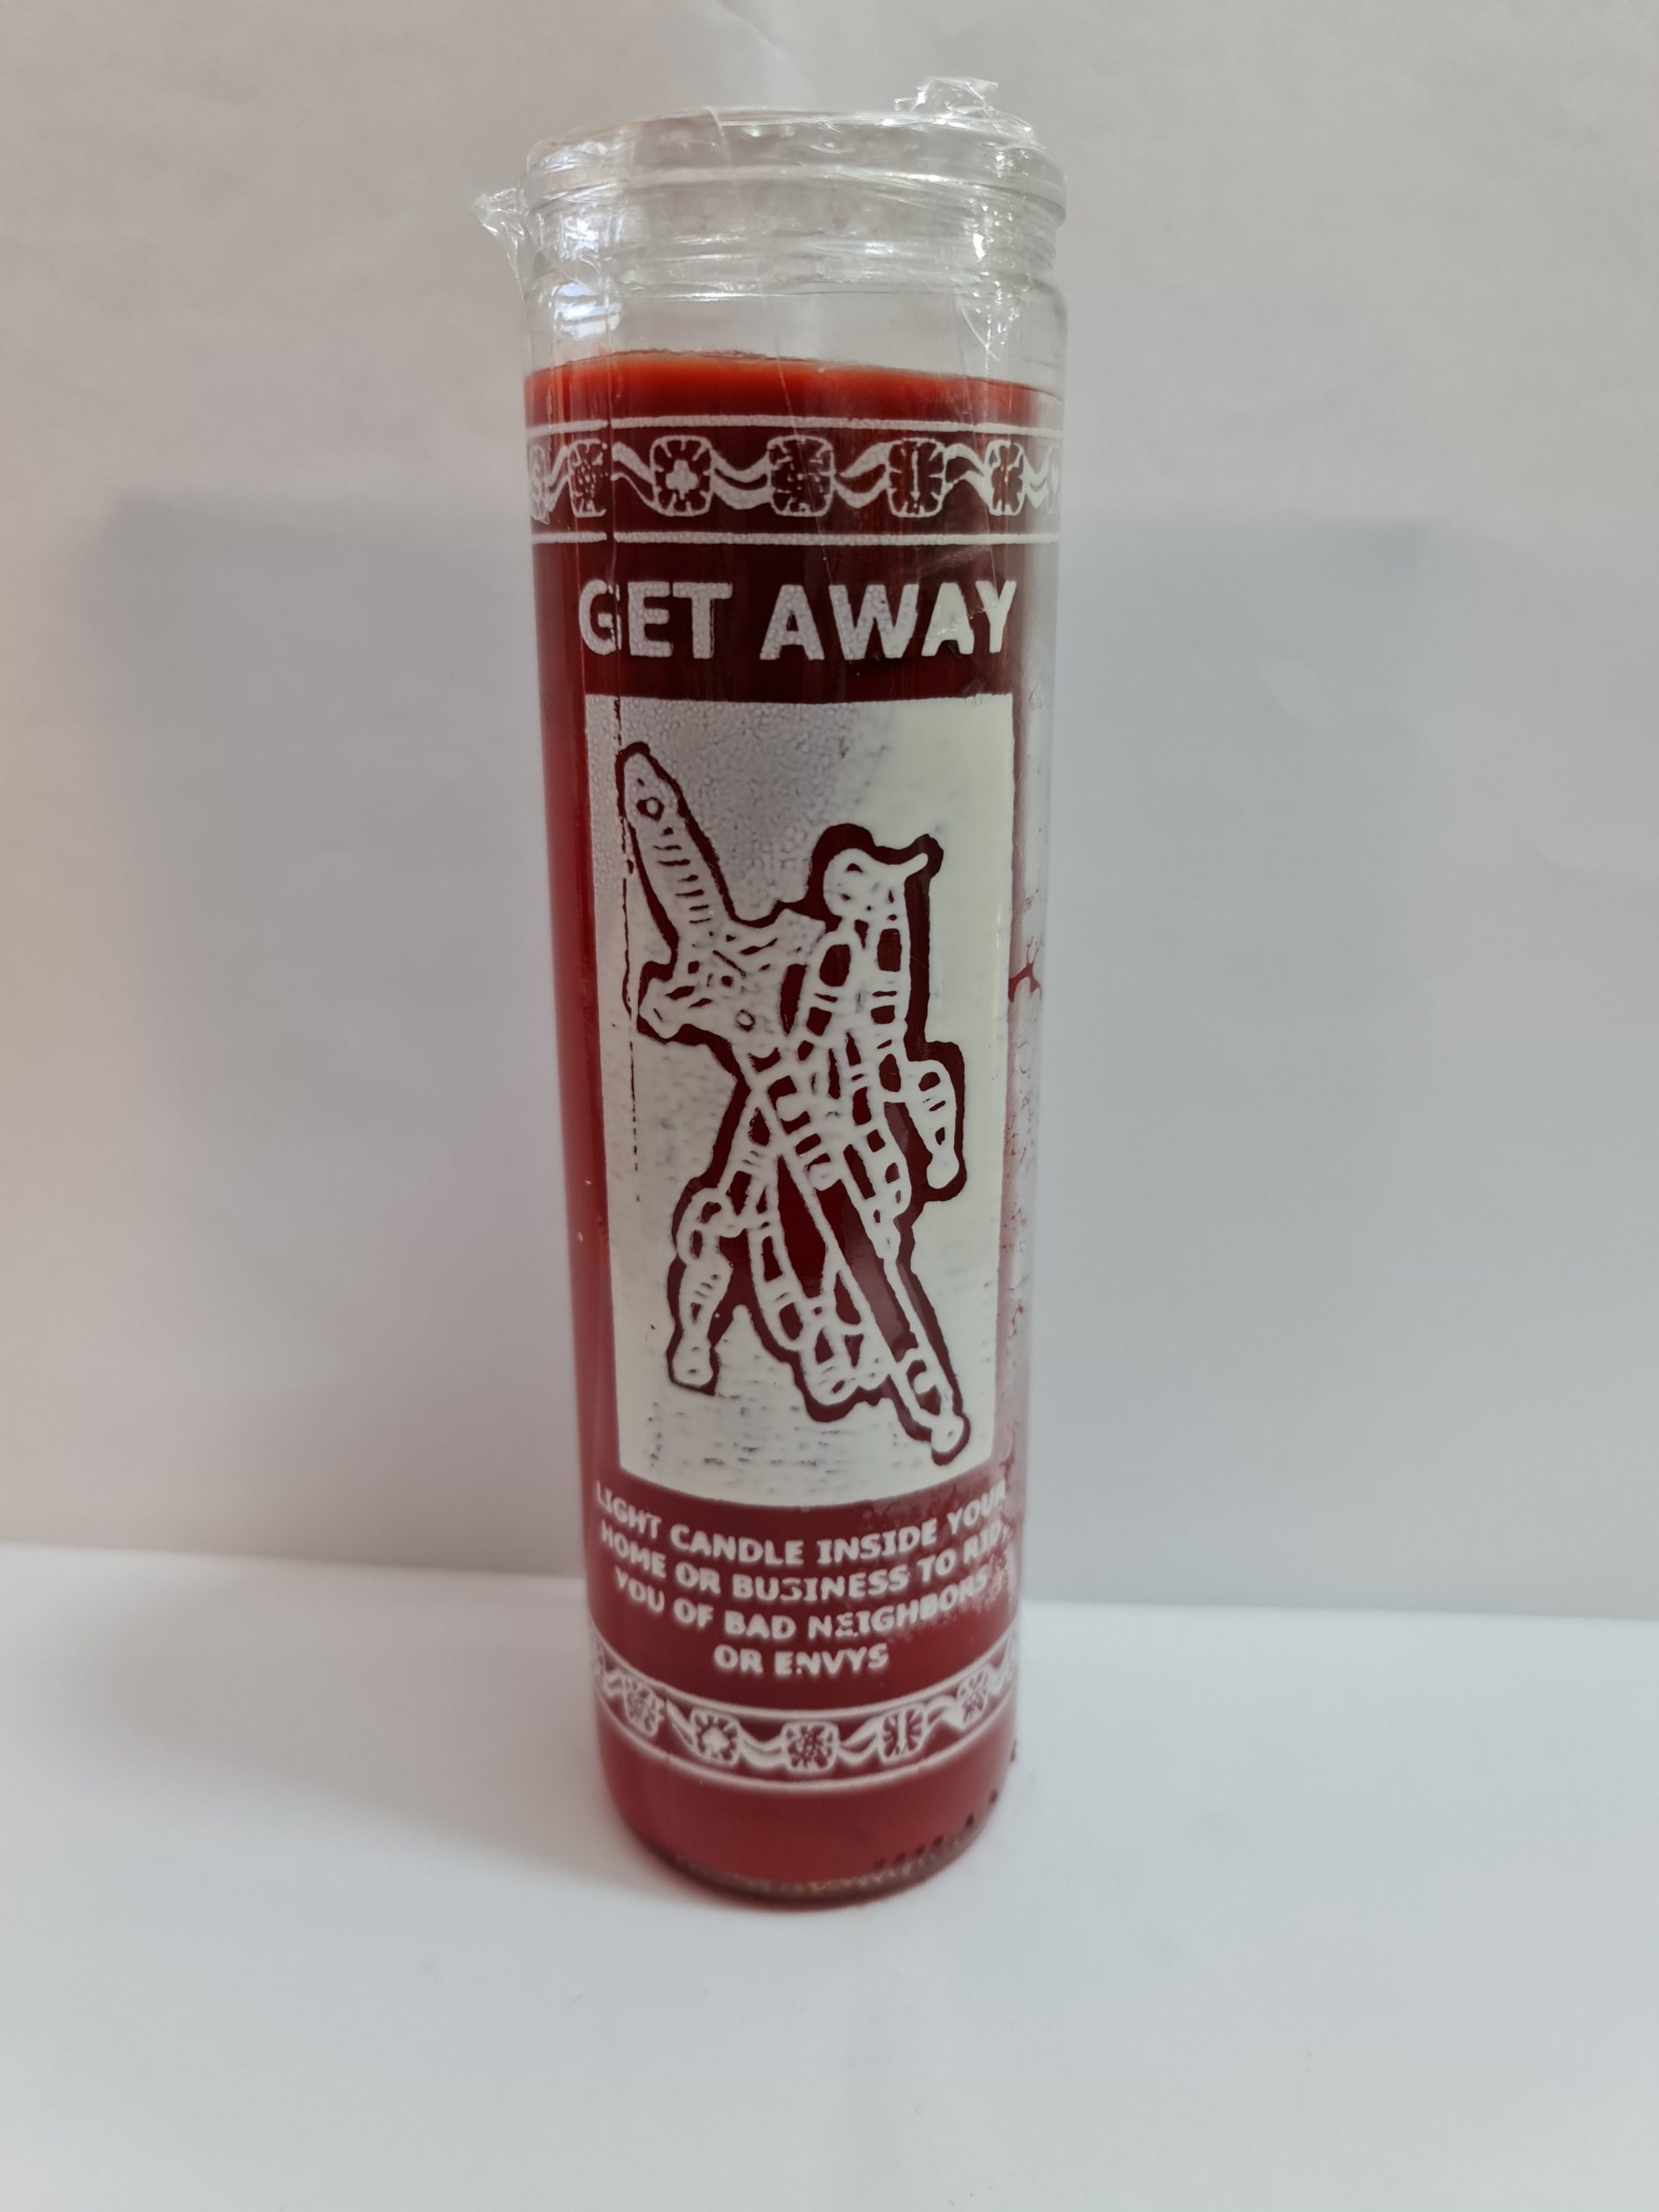 GET AWAY
LIGHT CANDLE INSIDE YOUR
HOME OR BUSINESS TO RID
YOU OF BAD NEIGHBORS
OR ENVYS